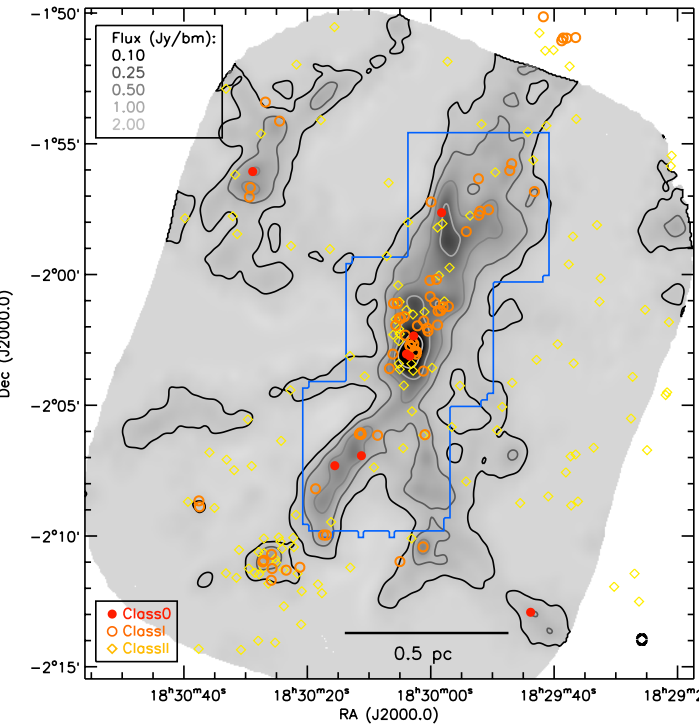 Flux (Jy/bm):
0.10
0.25
0.50
1.00
2.00
−1°50'
−1°55'
−2°00'
−2°05'
−2°10'
−2°15'
Dec (J2000.0)
Class0
ClassI
ClassII
0.5 pc
18ʰ30ᵐ40ˢ 18ʰ30ᵐ20ˢ 18ʰ30ᵐ00ˢ 18ʰ29ᵐ40ˢ 18ʰ29ᵐ2
RA (J2000.0)